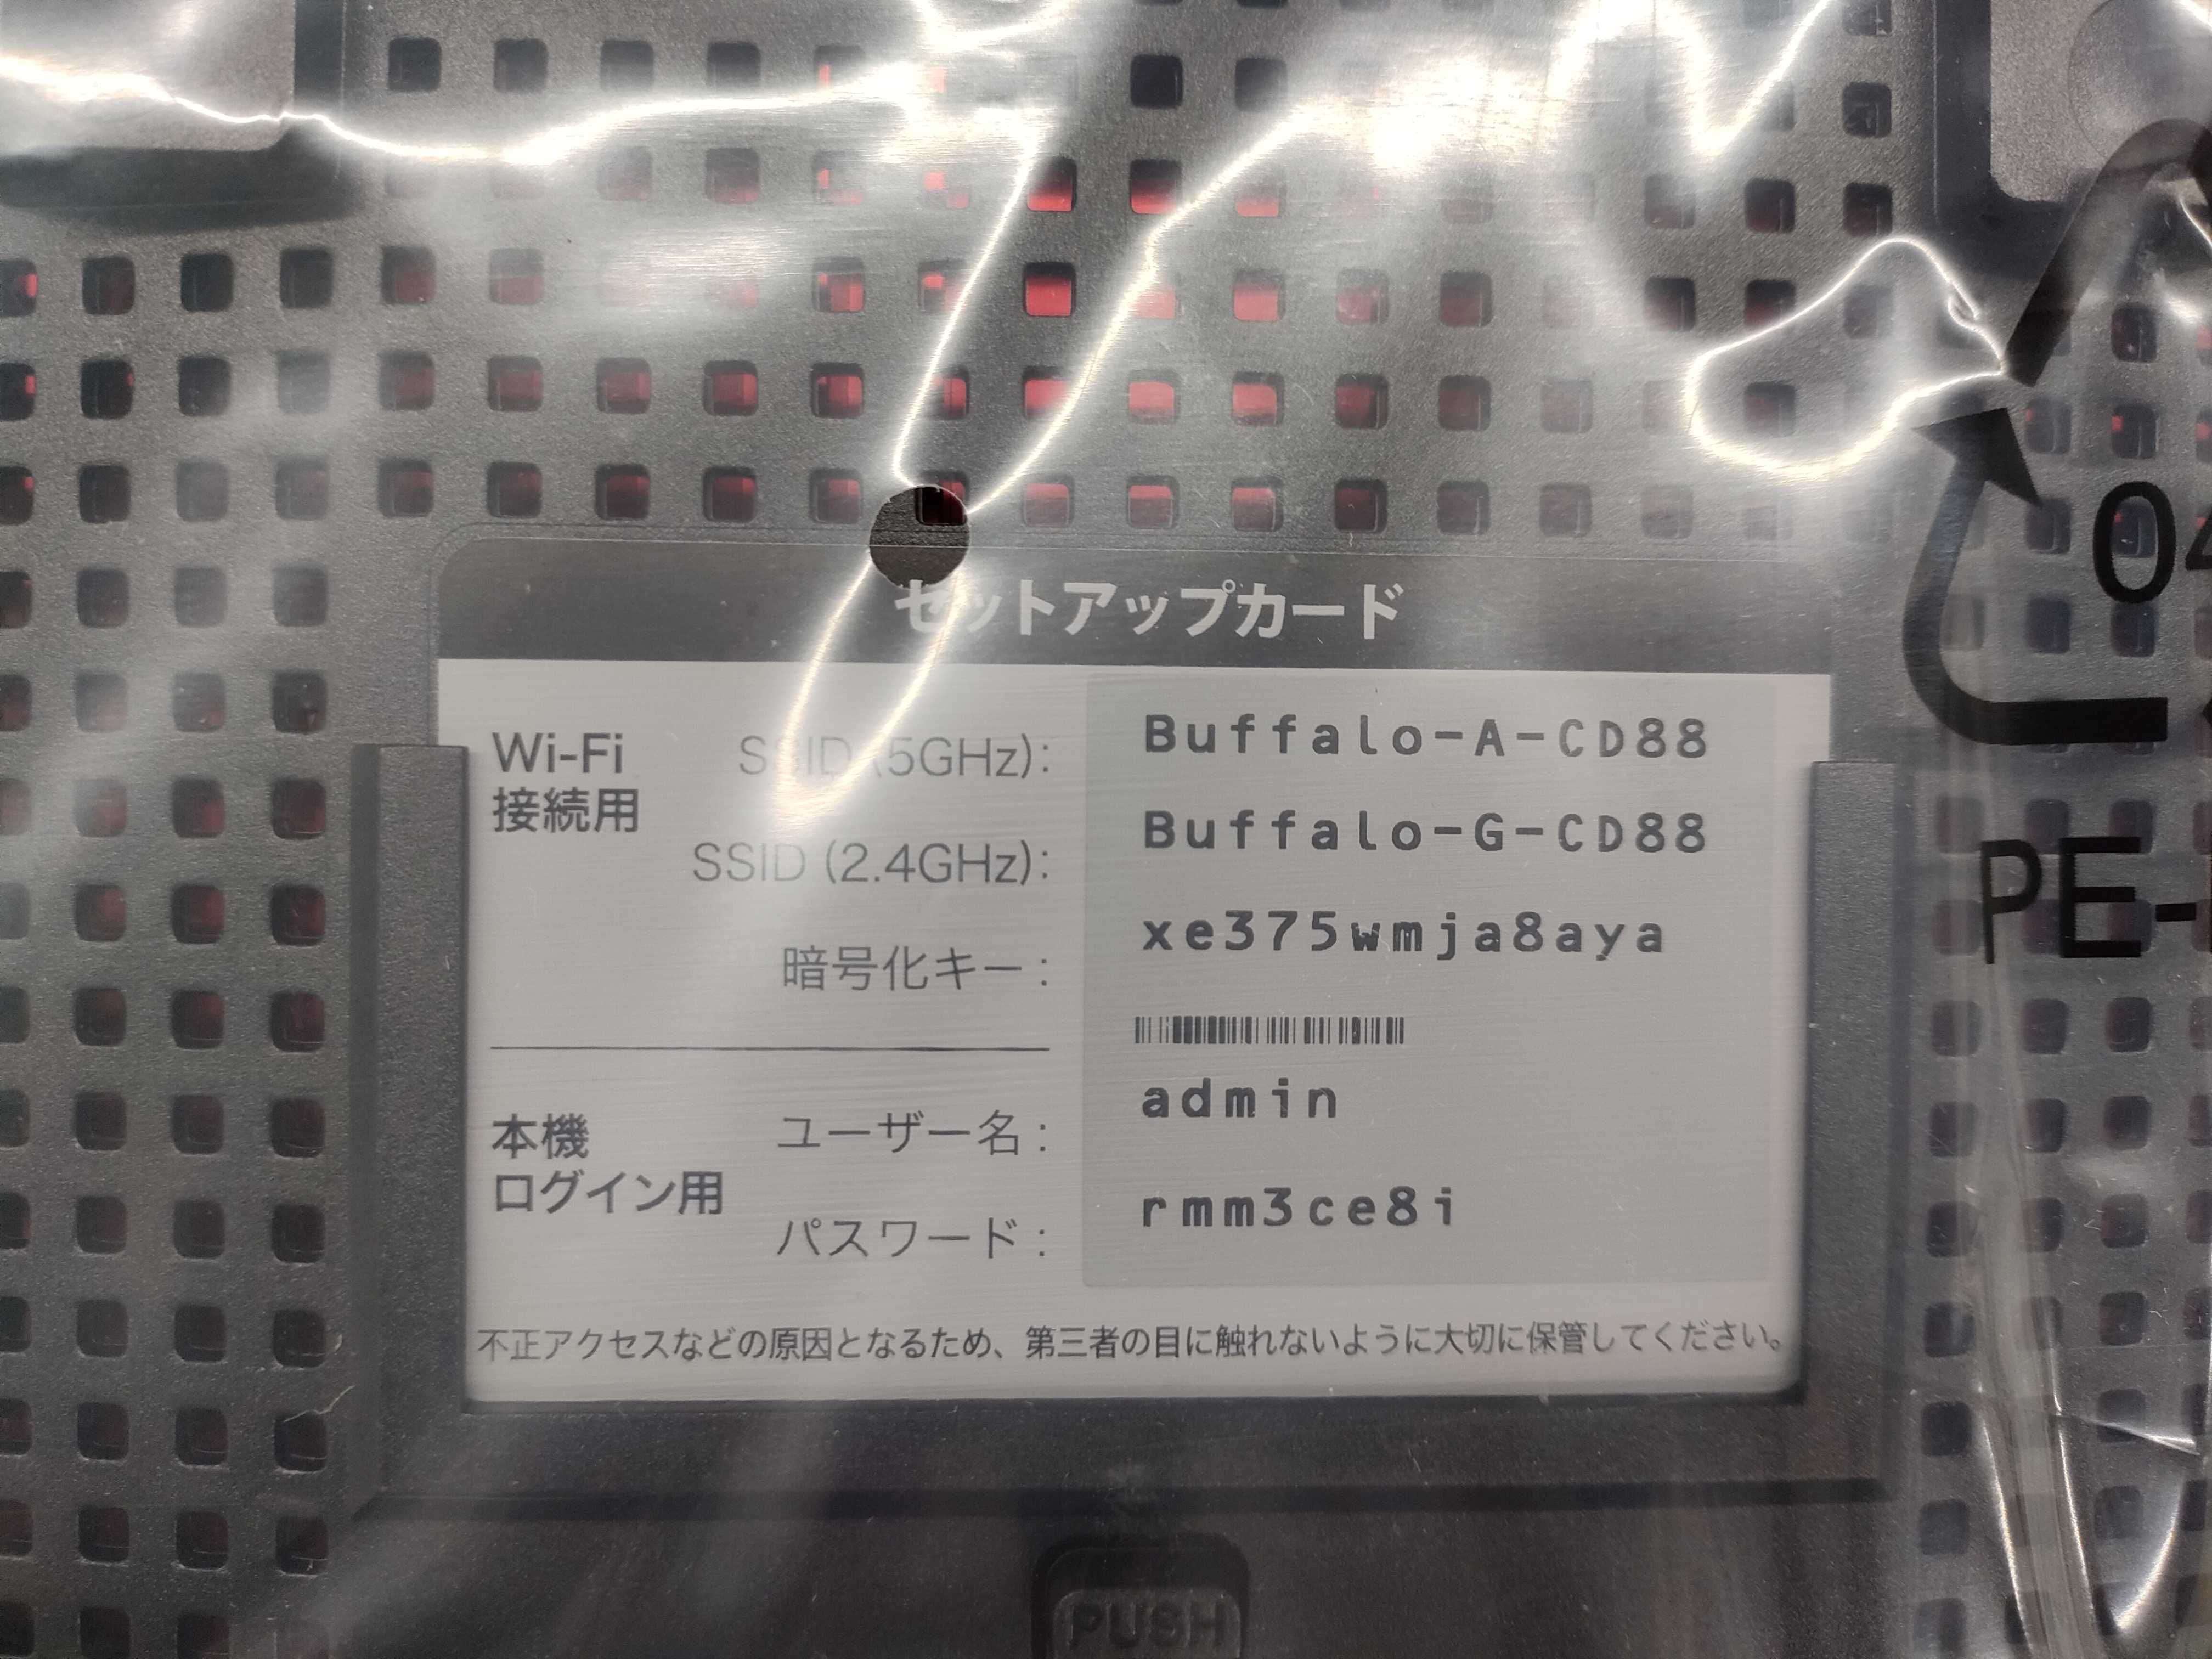 セットアップカード
Wi-Fi
接続用
SSID (5GHz): Buffalo-A-CD88
SSID (2.4GHz): Buffalo-G-CD88
暗号化キー: xe375wmja8aya
本機
ログイン用
ユーザー名: admin
パスワード: rmm3ce8i
不正アクセスなどの原因となるため、第三者の目に触れないように大切に保管してください。
PUSH
04
PE-